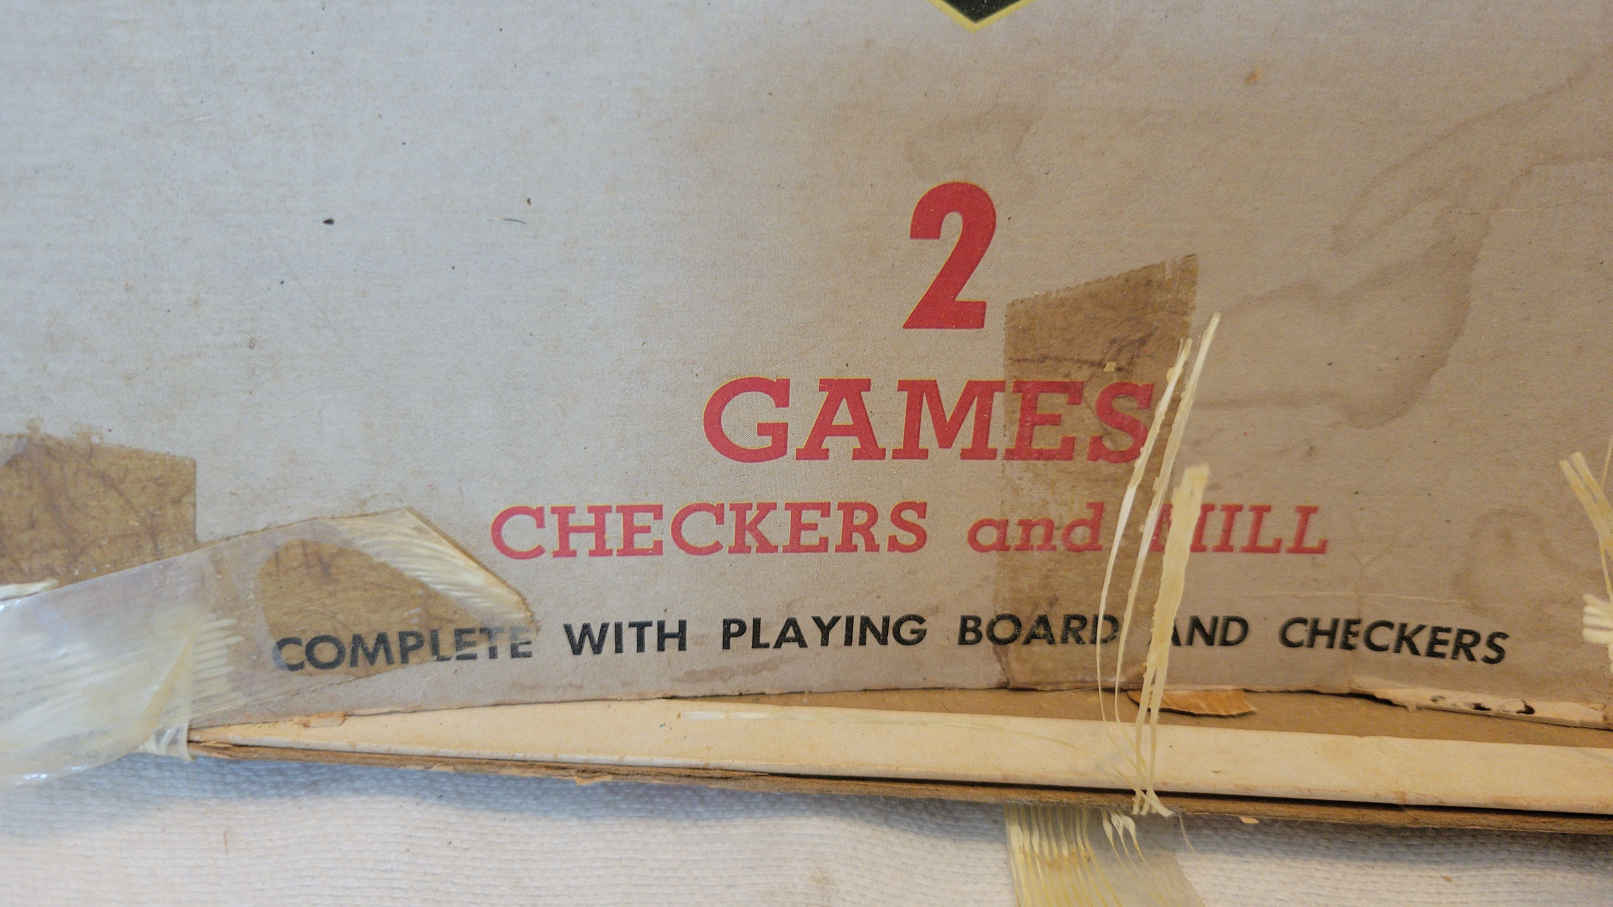 2
GAMES
CHECKERS and MILL
COMPLETE WITH PLAYING BOARD AND CHECKERS